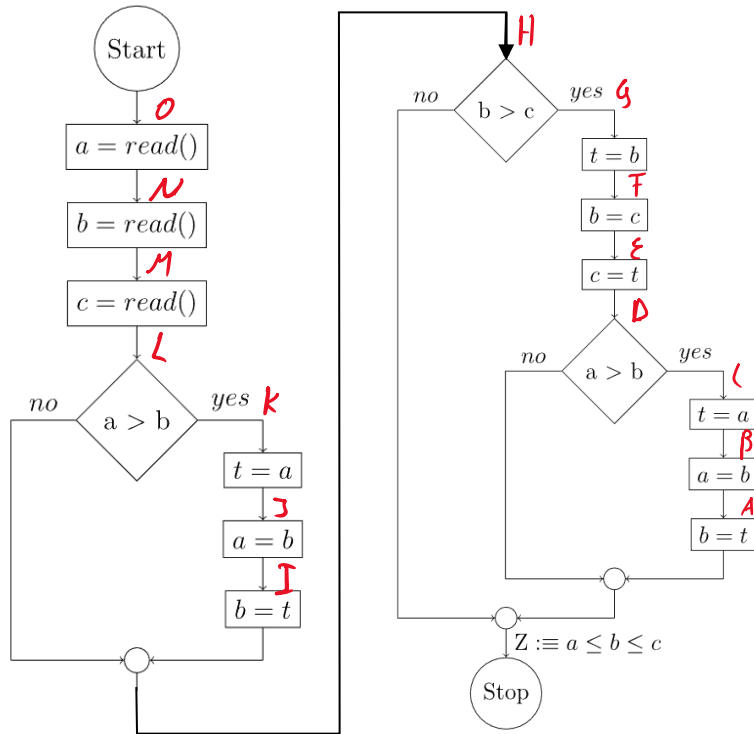 Start
O
a = read()
N
b = read()
M
c = read()
L
no
a > b
yes
K
t = a
J
a = b
I
b = t
H
no
b > c
yes
G
t = b
F
b = c
E
c = t
D
no
a > b
yes
C
t = a
B
a = b
A
b = t
Z :≡ a ≤ b ≤ c
Stop